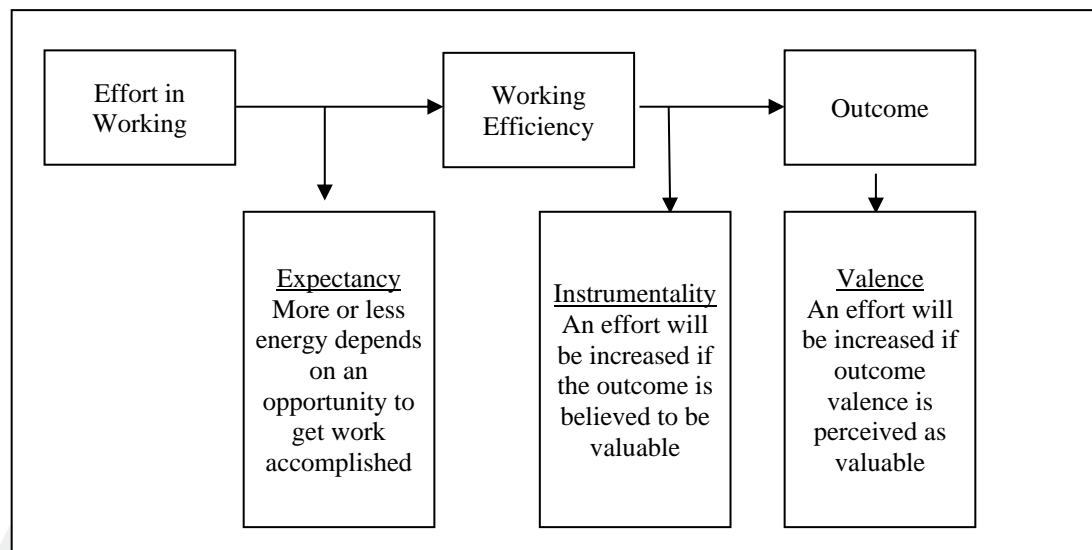 Effort in
Working
Working
Efficiency
Outcome
Expectancy
More or less
energy depends
on an
opportunity to
get work
accomplished
Instrumentality
An effort will
be increased if
the outcome is
believed to be
valuable
Valence
An effort will
be increased if
outcome
valence is
perceived as
valuable